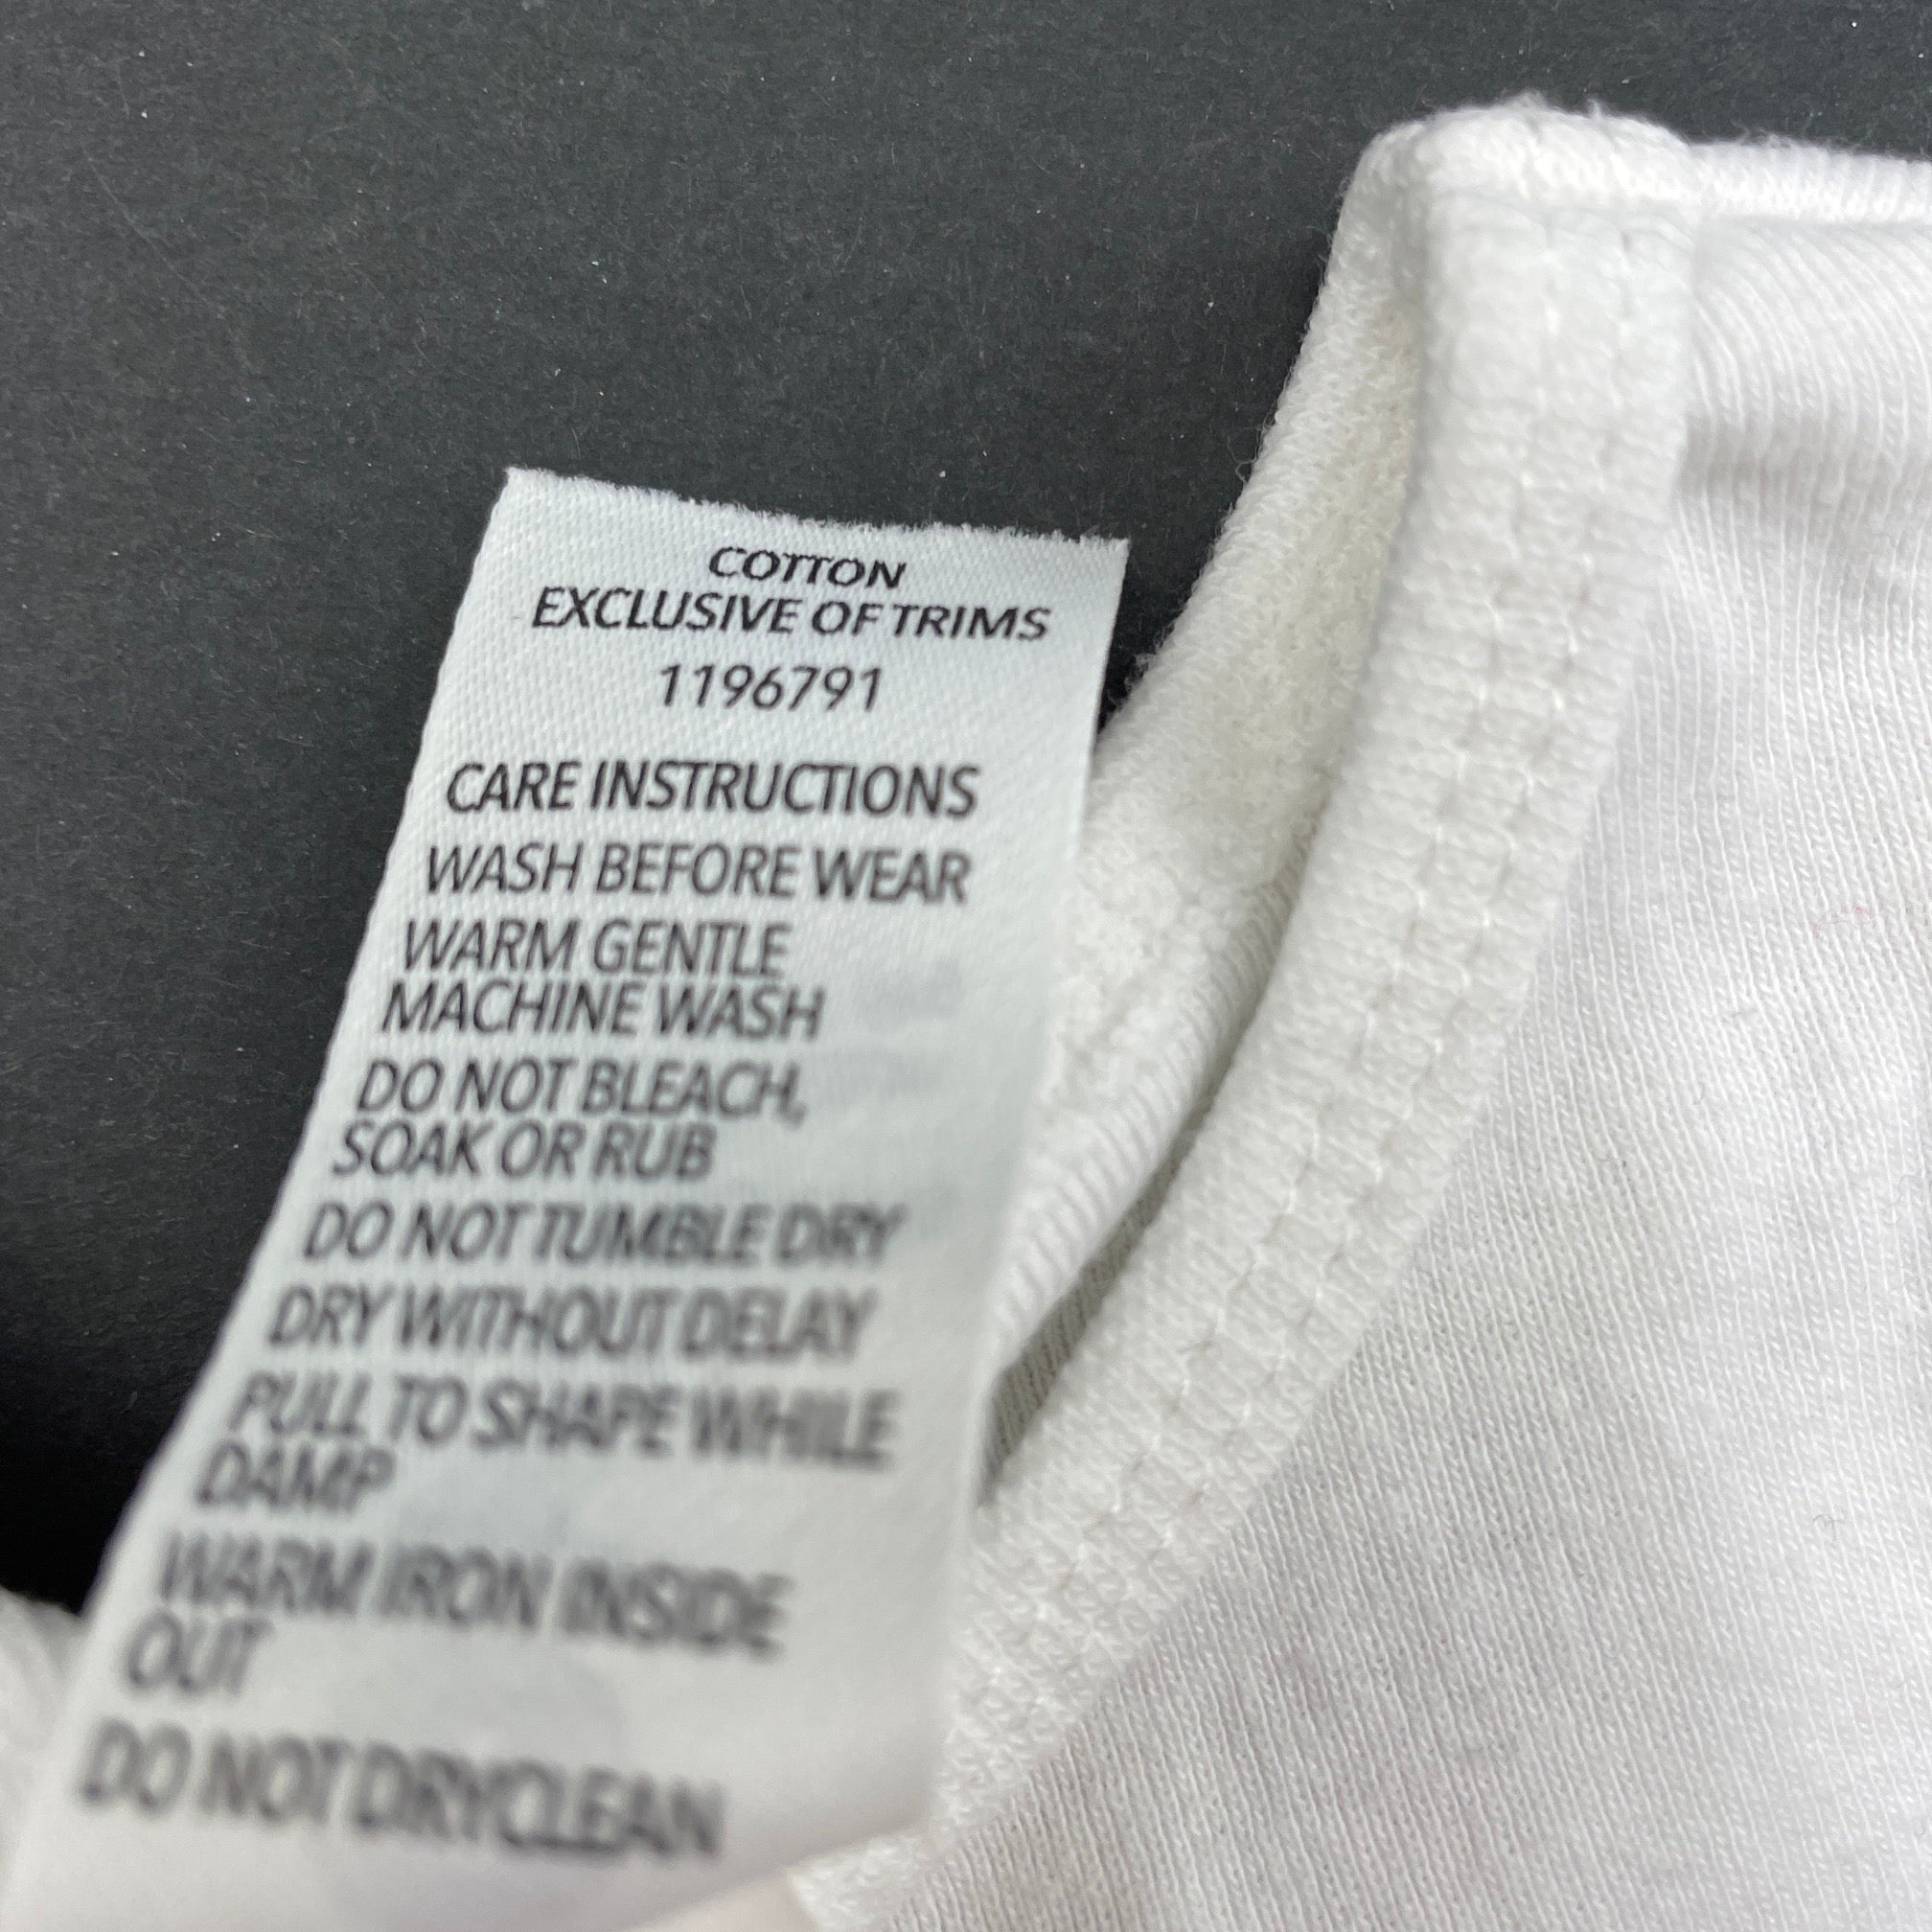 COTTON
EXCLUSIVE OF TRIMS
1196791
CARE INSTRUCTIONS
WASH BEFORE WEAR
WARM GENTLE
MACHINE WASH
DO NOT BLEACH,
SOAK OR RUB
DO NOT TUMBLE DRY
DRY WITHOUT DELAY
PULL TO SHAPE WHILE
DAMP
WARM IRON INSIDE
OUT
DO NOT DRYCLEAN